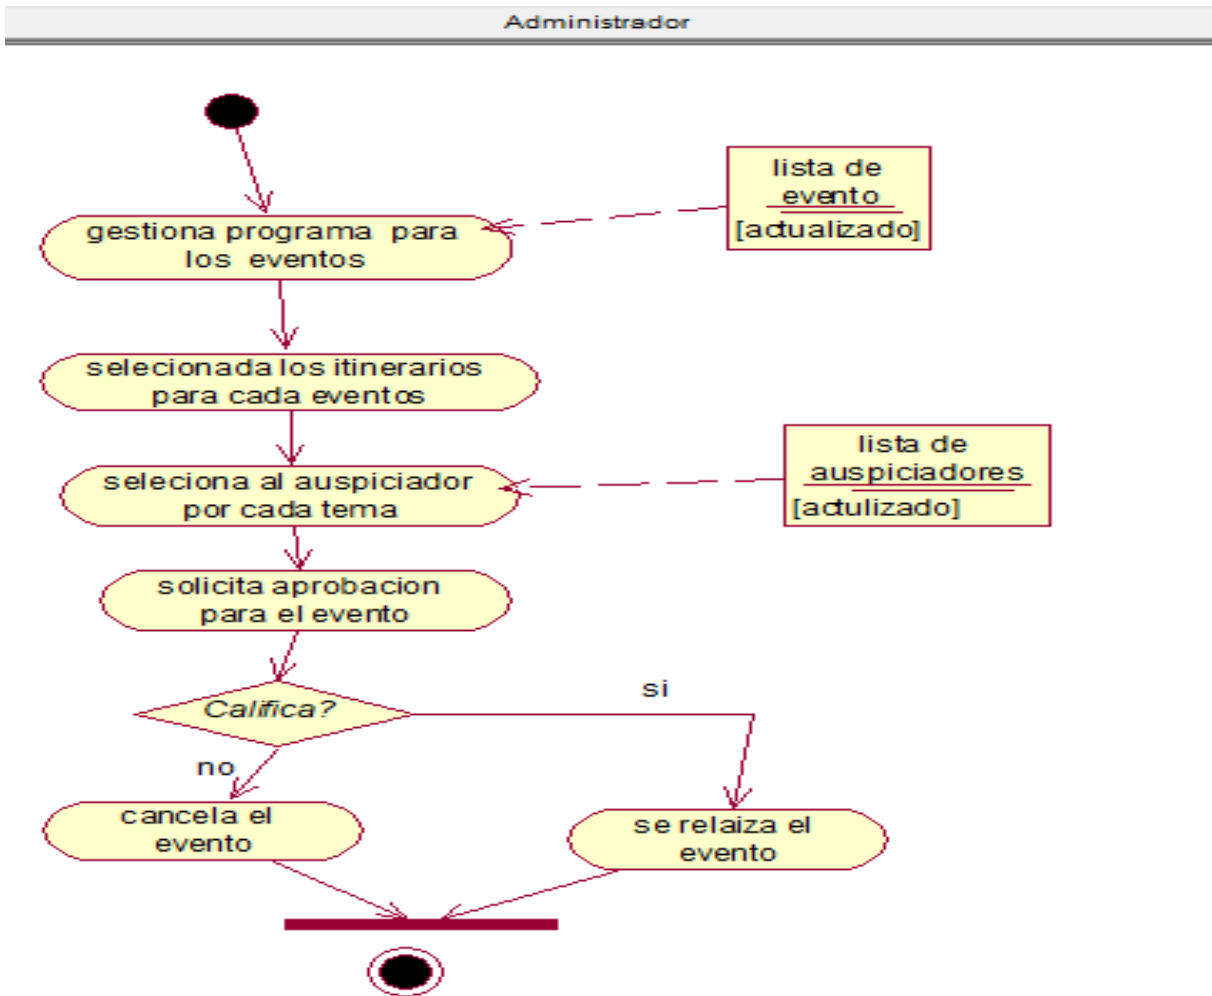 Administrador
lista de
evento
[actualizado]
gestiona programa para
los eventos
selecionada los itinerarios
para cada eventos
lista de
auspiciadores
[actulizado]
seleciona al auspiciador
por cada tema
solicita aprobacion
para el evento
si
Califica?
no
cancela el
evento
se relaiza el
evento